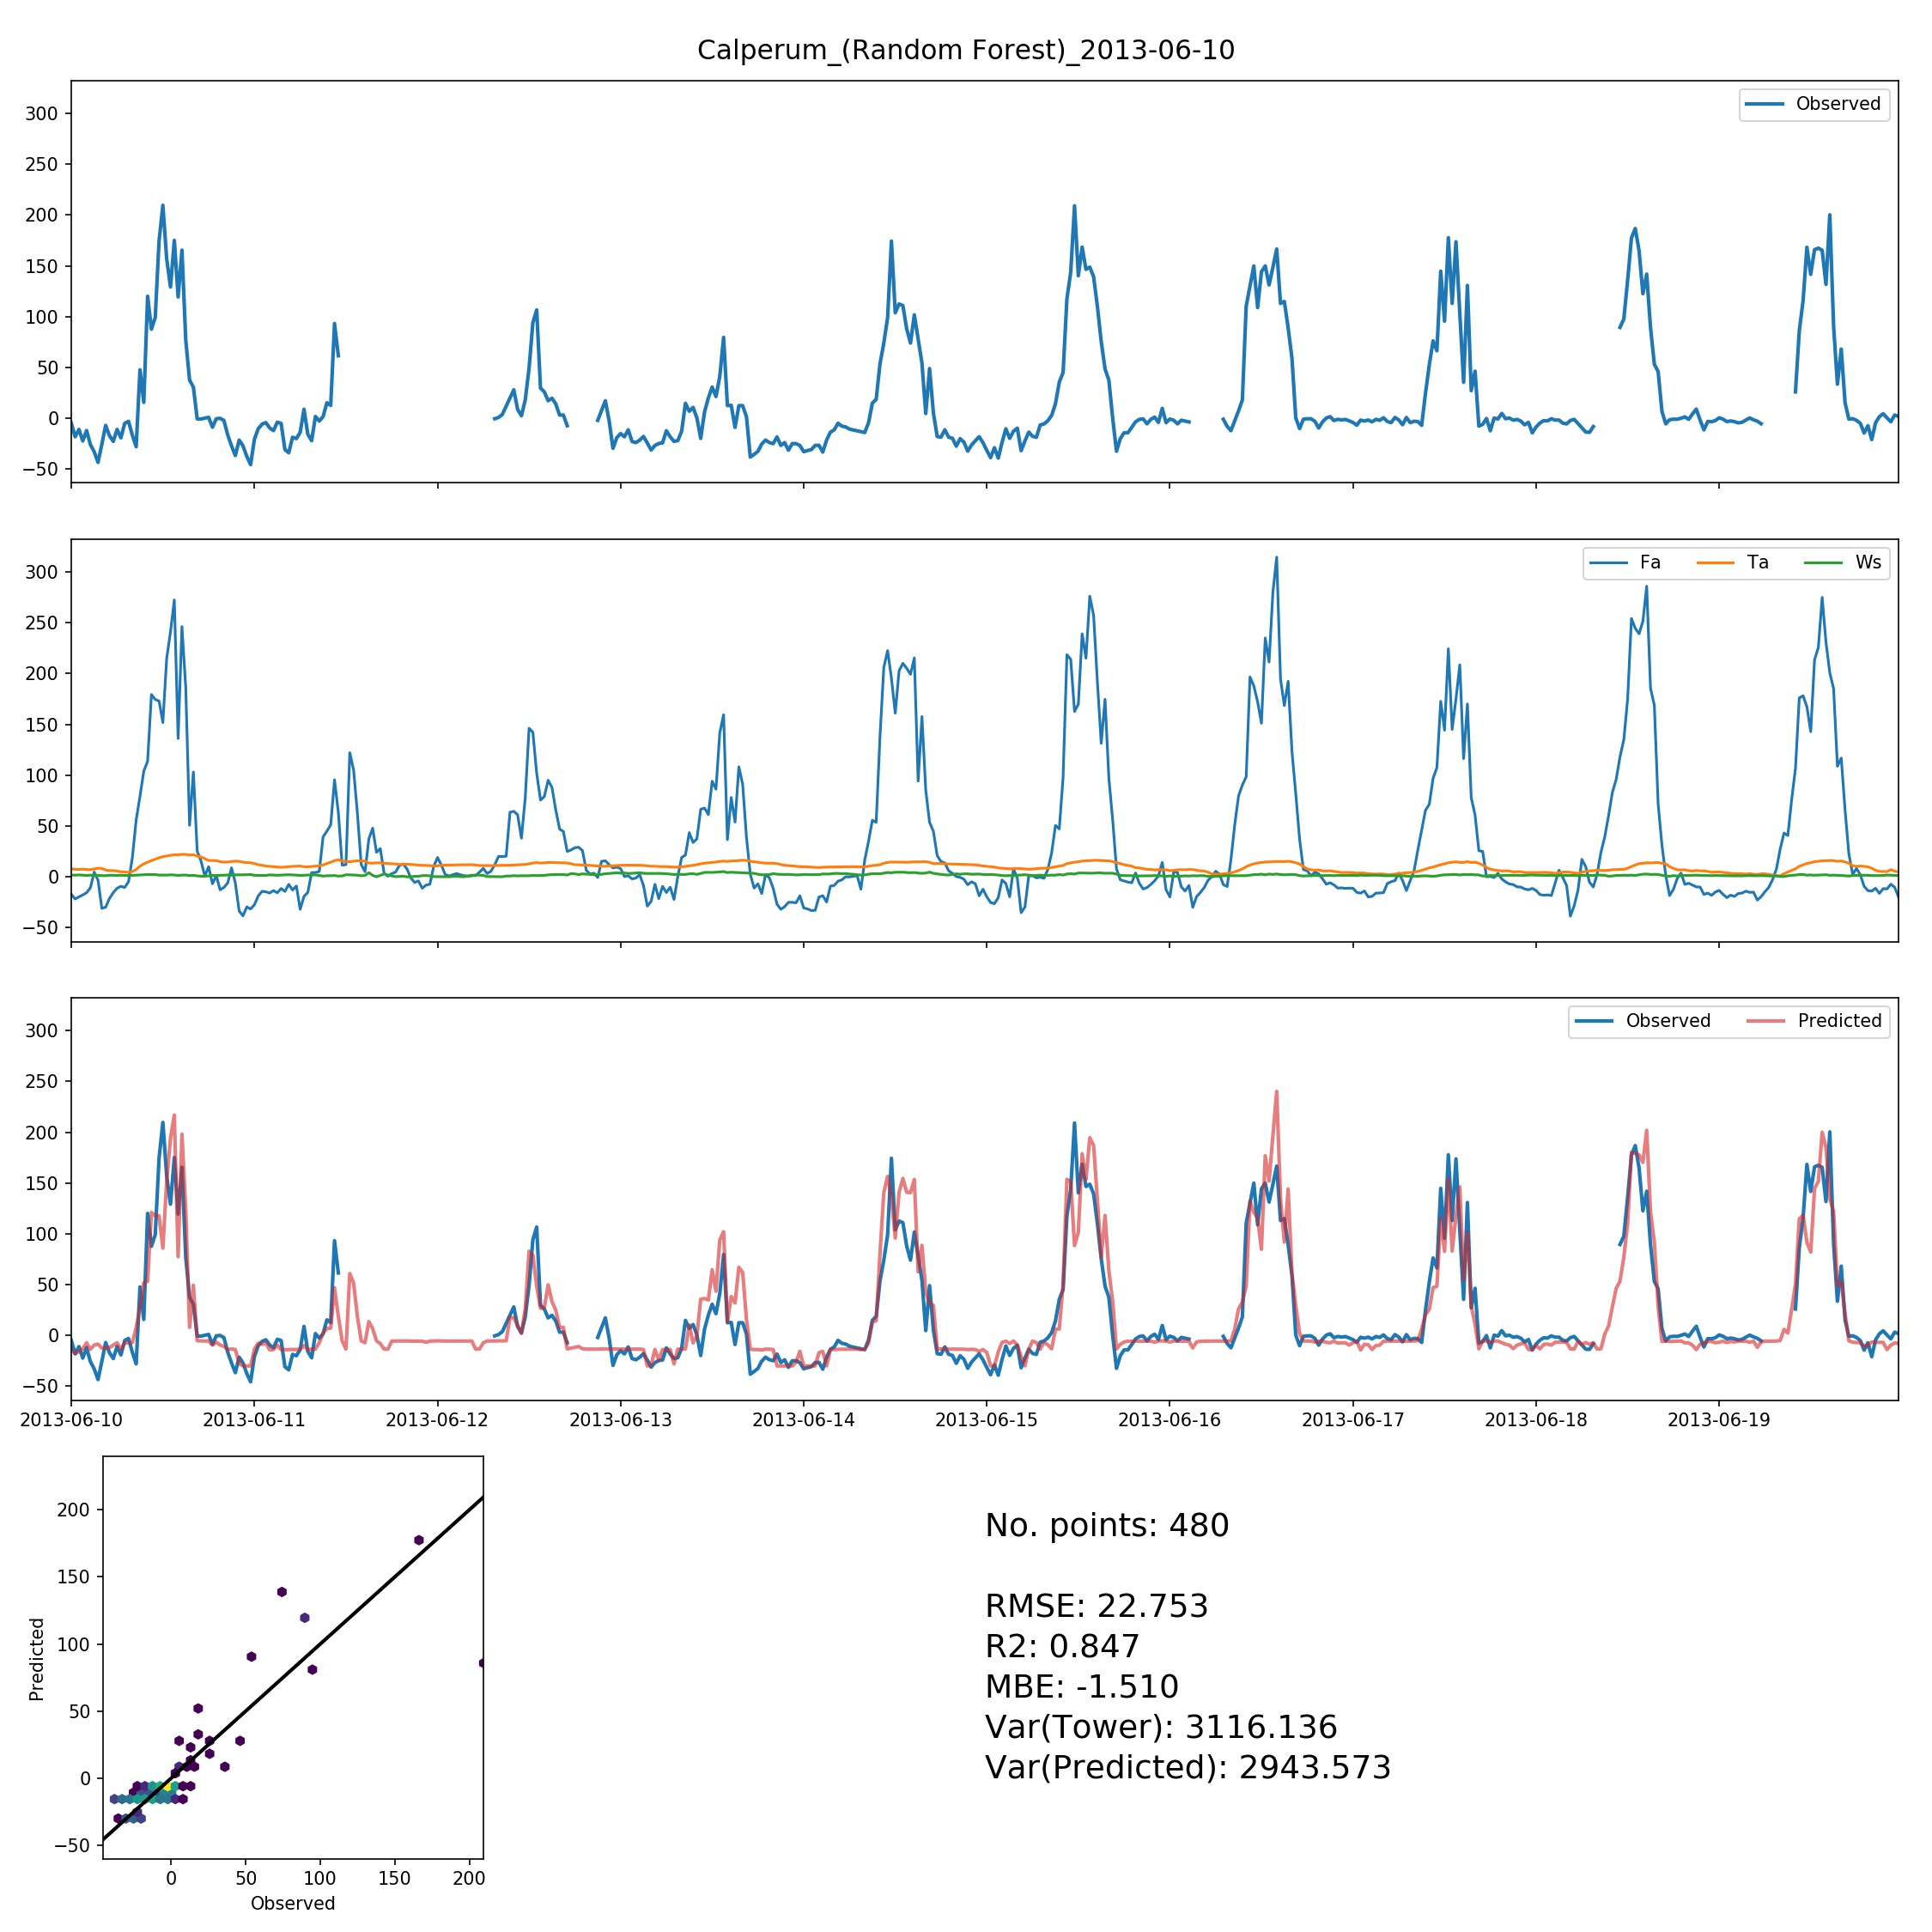 Calperum_(Random Forest)_2013-06-10
300
250
200
150
100
50
0
−50
Observed
300
250
200
150
100
50
0
−50
Fa Ta Ws
300
250
200
150
100
50
0
−50
Observed Predicted
2013-06-10 2013-06-11 2013-06-12 2013-06-13 2013-06-14 2013-06-15 2013-06-16 2013-06-17 2013-06-18 2013-06-19
Predicted
200
150
100
50
0
−50
0 50 100 150 200
Observed
No. points: 480
RMSE: 22.753
R2: 0.847
MBE: -1.510
Var(Tower): 3116.136
Var(Predicted): 2943.573